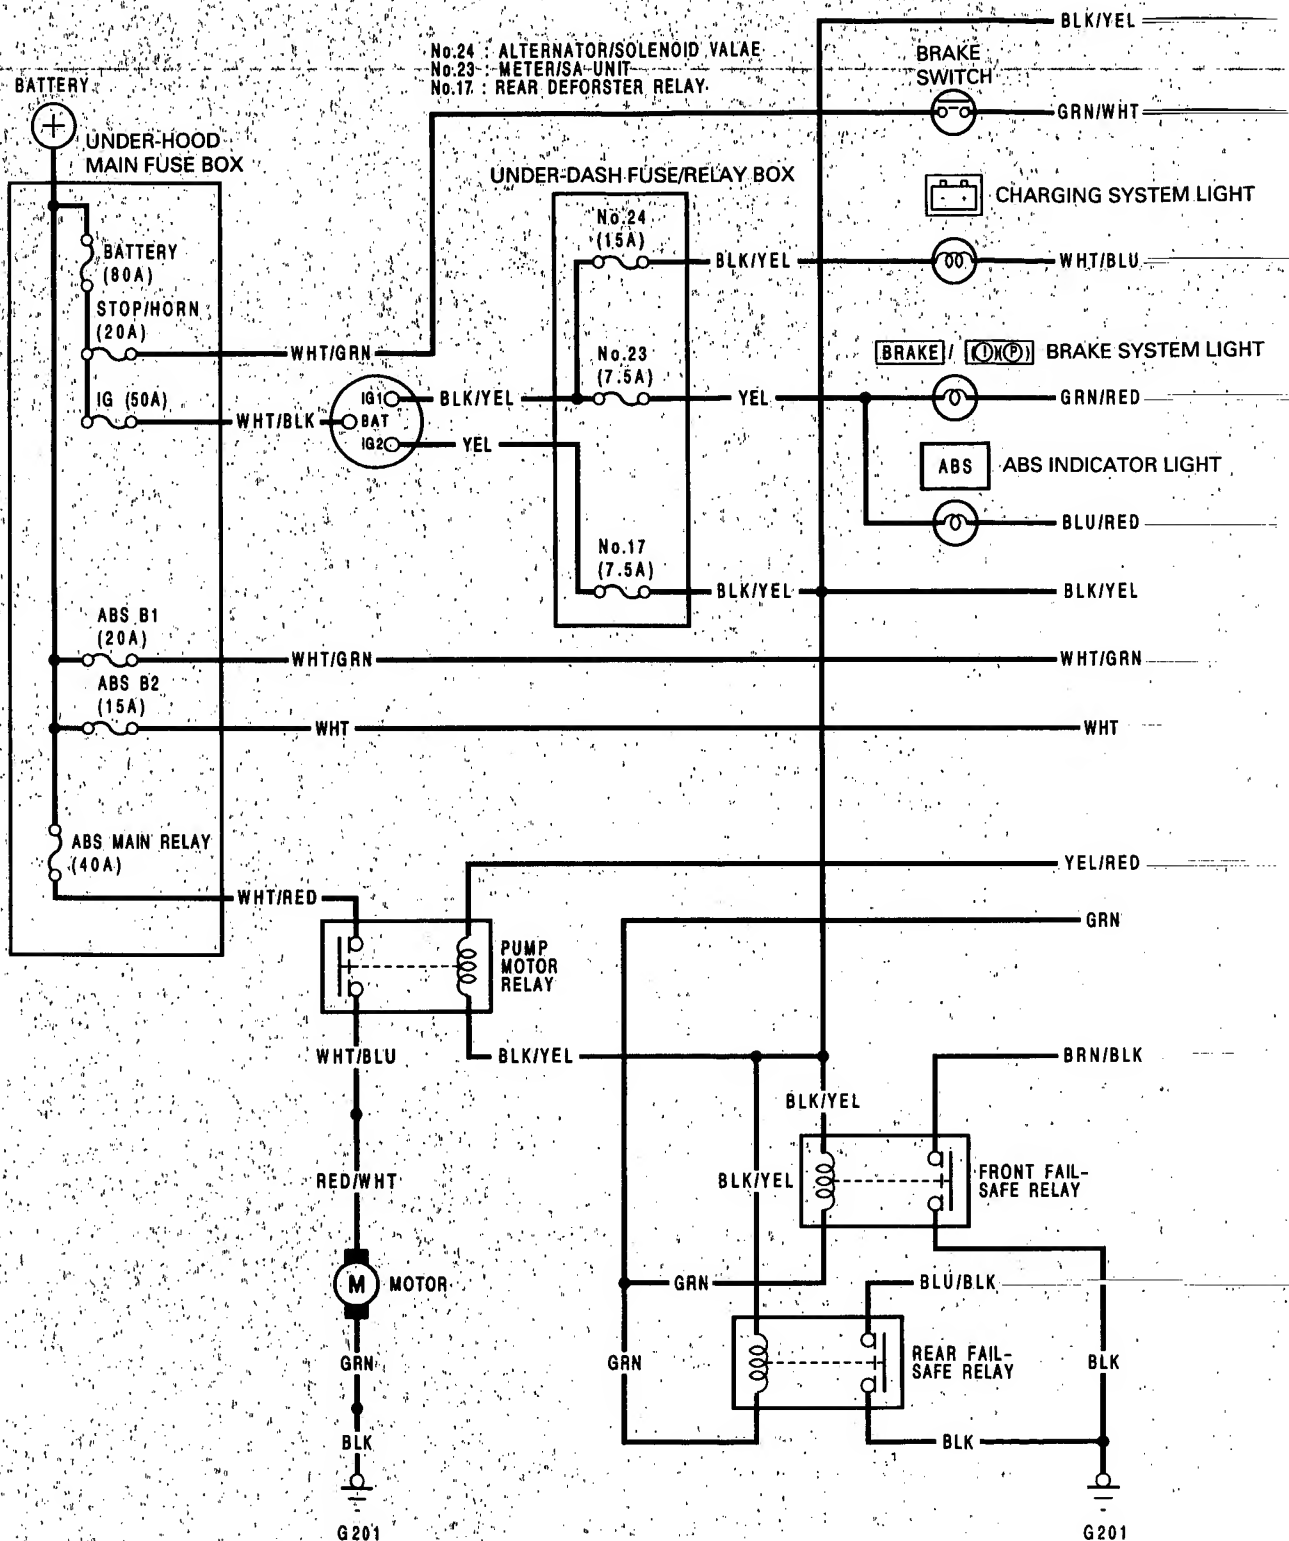 BLK/YEL
No.24 : ALTERNATOR/SOLENOID VALAE
No.23 : METER/SA UNIT
No.17 : REAR DEFORSTER RELAY
BRAKE
SWITCH
BATTERY
+
GRN/WHT
UNDER-HOOD
MAIN FUSE BOX
UNDER-DASH FUSE/RELAY BOX
- +
CHARGING SYSTEM LIGHT
No.24
(15A)
BATTERY
(80A)
BLK/YEL
WHT/BLU
STOP/HORN
(20A)
WHT/GRN
No.23
(7.5A)
BRAKE / (!) (P) BRAKE SYSTEM LIGHT
IG (50A)
WHT/BLK
IG1
BAT
IG2
BLK/YEL
YEL
YEL
GRN/RED
ABS
ABS INDICATOR LIGHT
BLU/RED
No.17
(7.5A)
BLK/YEL
BLK/YEL
ABS B1
(20A)
WHT/GRN
WHT/GRN
ABS B2
(15A)
WHT
WHT
ABS MAIN RELAY
(40A)
YEL/RED
WHT/RED
GRN
PUMP
MOTOR
RELAY
WHT/BLU
BLK/YEL
BRN/BLK
BLK/YEL
RED/WHT
BLK/YEL
FRONT FAIL-
SAFE RELAY
M
MOTOR
GRN
BLU/BLK
GRN
GRN
REAR FAIL-
SAFE RELAY
BLK
BLK
BLK
G201
G201